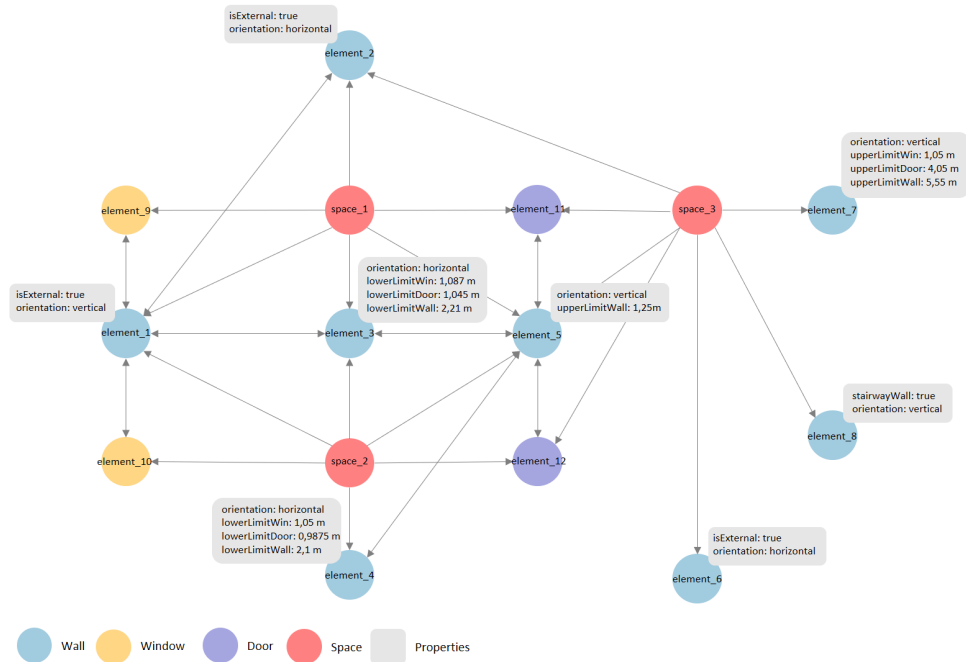 isExternal: true
orientation: horizontal
element_2
orientation: vertical
upperLimitWin: 1,05 m
upperLimitDoor: 4,05 m
upperLimitWall: 5,55 m
element_9
space_1
element_11
space_3
element_7
isExternal: true
orientation: vertical
element_1
orientation: horizontal
lowerLimitWin: 1,087 m
lowerLimitDoor: 1,045 m
lowerLimitWall: 2,21 m
element_3
orientation: vertical
upperLimitWall: 1,25m
element_5
stairwayWall: true
orientation: vertical
element_8
element_10
space_2
element_12
orientation: horizontal
lowerLimitWin: 1,05 m
lowerLimitDoor: 0,9875 m
lowerLimitWall: 2,1 m
element_4
isExternal: true
orientation: horizontal
element_6
Wall
Window
Door
Space
Properties